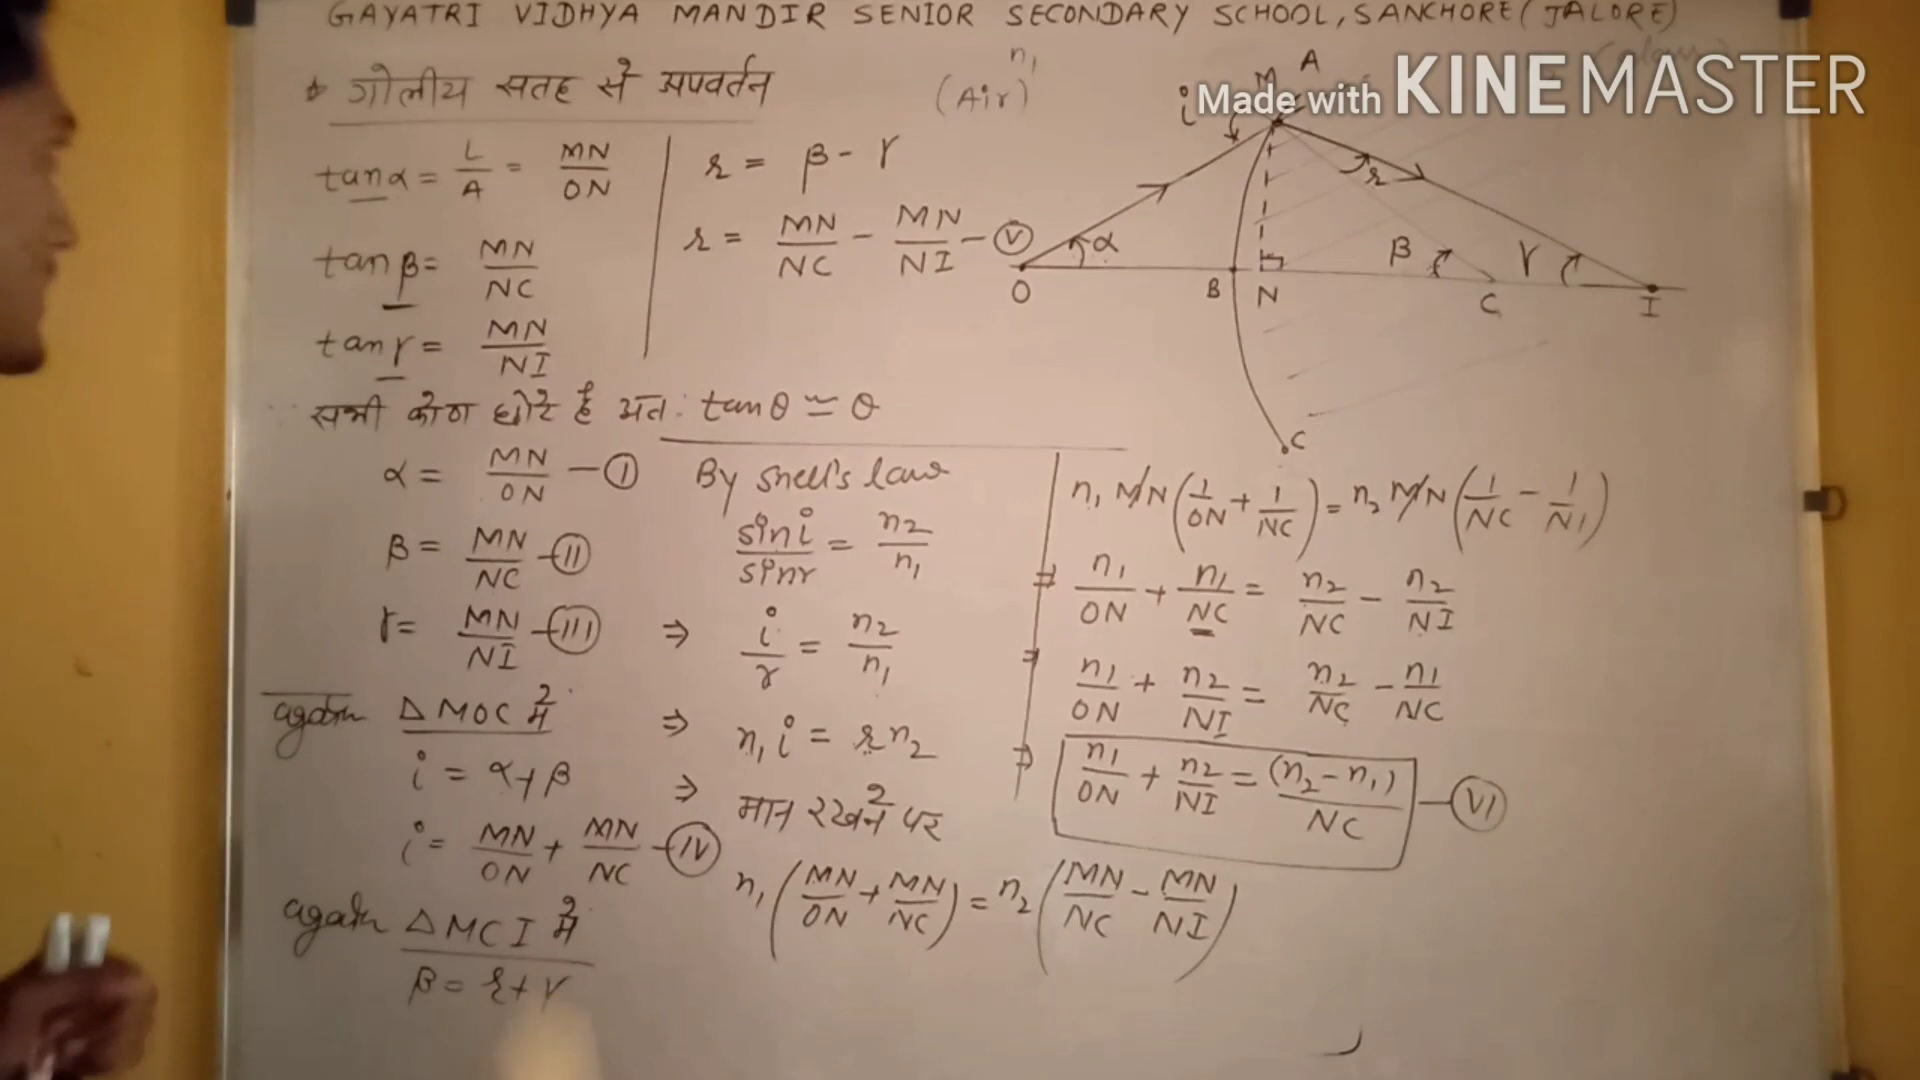 GAYATRI VIDHYA MANDIR SENIOR SECONDARY SCHOOL, SANCHORE (JALORE)
* गोलीय सतह से अपवर्तन
tanα = L/A = MN/ON
tanβ = MN/NC
tanγ = MN/NI
r = β - γ
r = MN/NC - MN/NI - (V)
n₁
(Air)
A
M
i
Made with KINEMASTER
r
α
β
γ
O
B
N
C
I
C
सभी कोण छोटे हैं अतः tanθ ≃ θ
α = MN/ON - (I)
β = MN/NC - (II)
γ = MN/NI - (III)
again ΔMOC में
i = α + β
i = MN/ON + MN/NC - (IV)
again ΔMCI में
β = r + γ
By Snell's law
sini/sinr = n₂/n₁
⇒ i/r = n₂/n₁
⇒ n₁i = rn₂
⇒ मान रखने पर
n₁(MN/ON + MN/NC) = n₂(MN/NC - MN/NI)
n₁MN(1/ON + 1/NC) = n₂MN(1/NC - 1/NI)
⇒ n₁/ON + n₁/NC = n₂/NC - n₂/NI
⇒ n₁/ON + n₂/NI = n₂/NC - n₁/NC
⇒ n₁/ON + n₂/NI = (n₂-n₁)/NC - (VI)